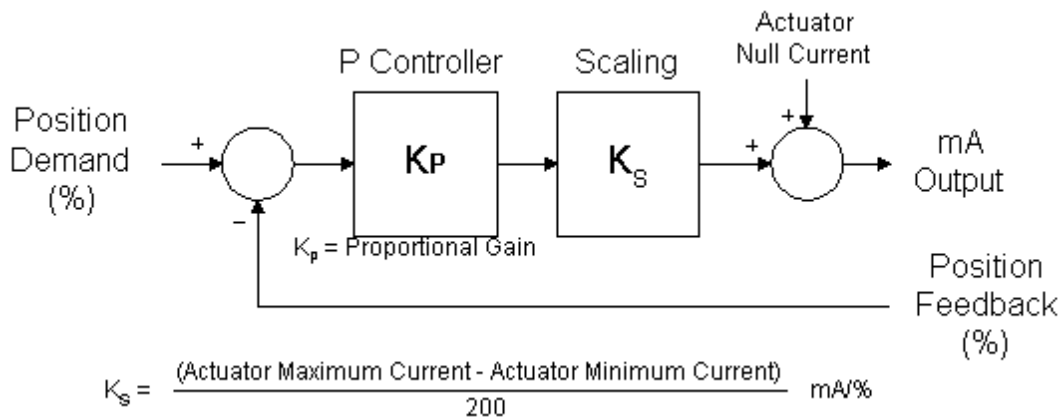 Actuator
Null Current
P Controller
Scaling
Position
Demand
(%)
+
−
KP
KS
+
+
mA
Output
Kp = Proportional Gain
Position
Feedback
(%)
KS = (Actuator Maximum Current - Actuator Minimum Current) mA/%
200